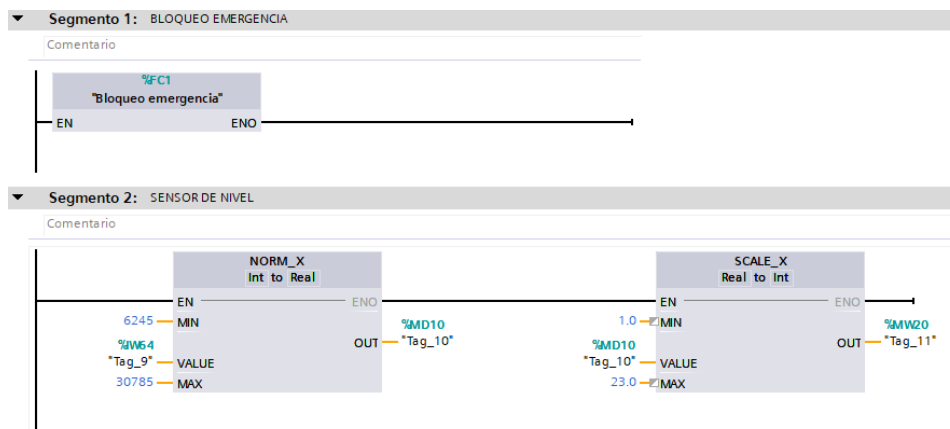 Segmento 1: BLOQUEO EMERGENCIA
Comentario
%FC1
"Bloqueo emergencia"
EN ENO
Segmento 2: SENSOR DE NIVEL
Comentario
NORM_X SCALE_X
Int to Real Real to Int
EN ENO EN ENO
6245 MIN %MD10 1.0 MIN %MW20
%IW64 OUT "Tag_10" %MD10 OUT "Tag_11"
"Tag_9" VALUE "Tag_10" VALUE
30785 MAX 23.0 MAX